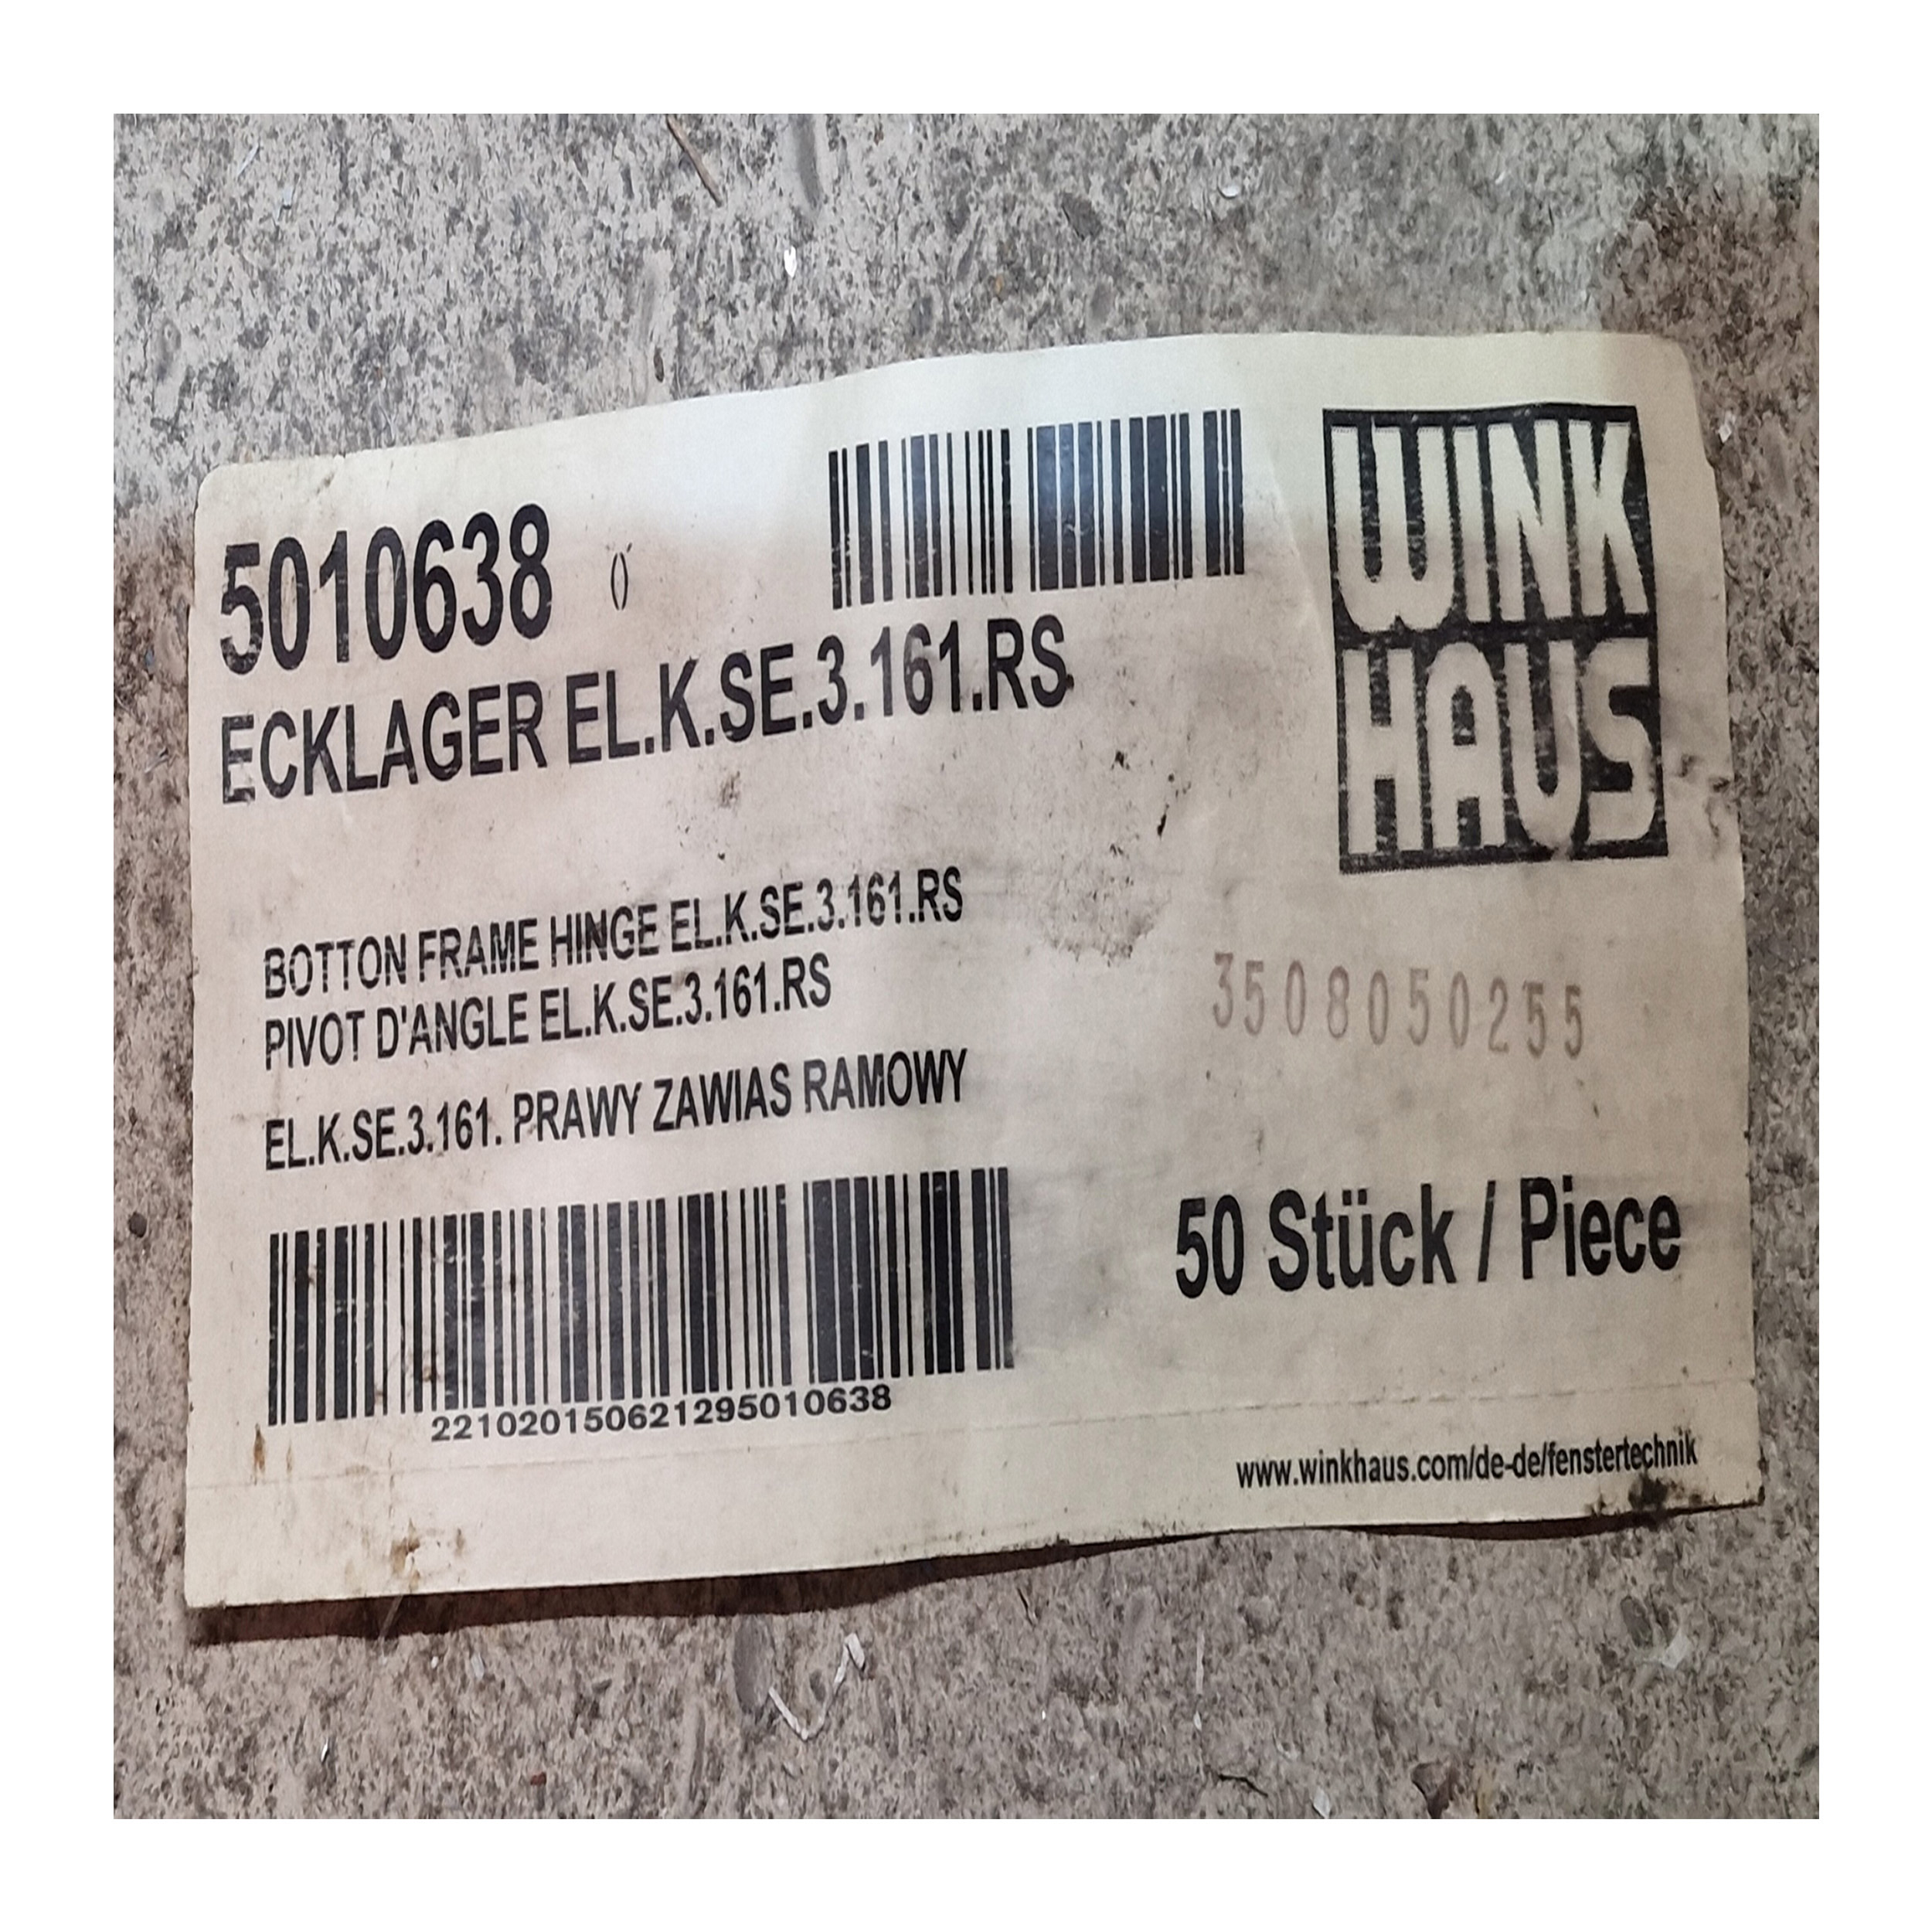 5010638 0
WINK
HAUS
ECKLAGER EL.K.SE.3.161.RS
BOTTON FRAME HINGE EL.K.SE.3.161.RS
PIVOT D'ANGLE EL.K.SE.3.161.RS
3508050255
EL.K.SE.3.161. PRAWY ZAWIAS RAMOWY
50 Stück / Piece
221020150621295010638
www.winkhaus.com/de-de/fenstertechnik